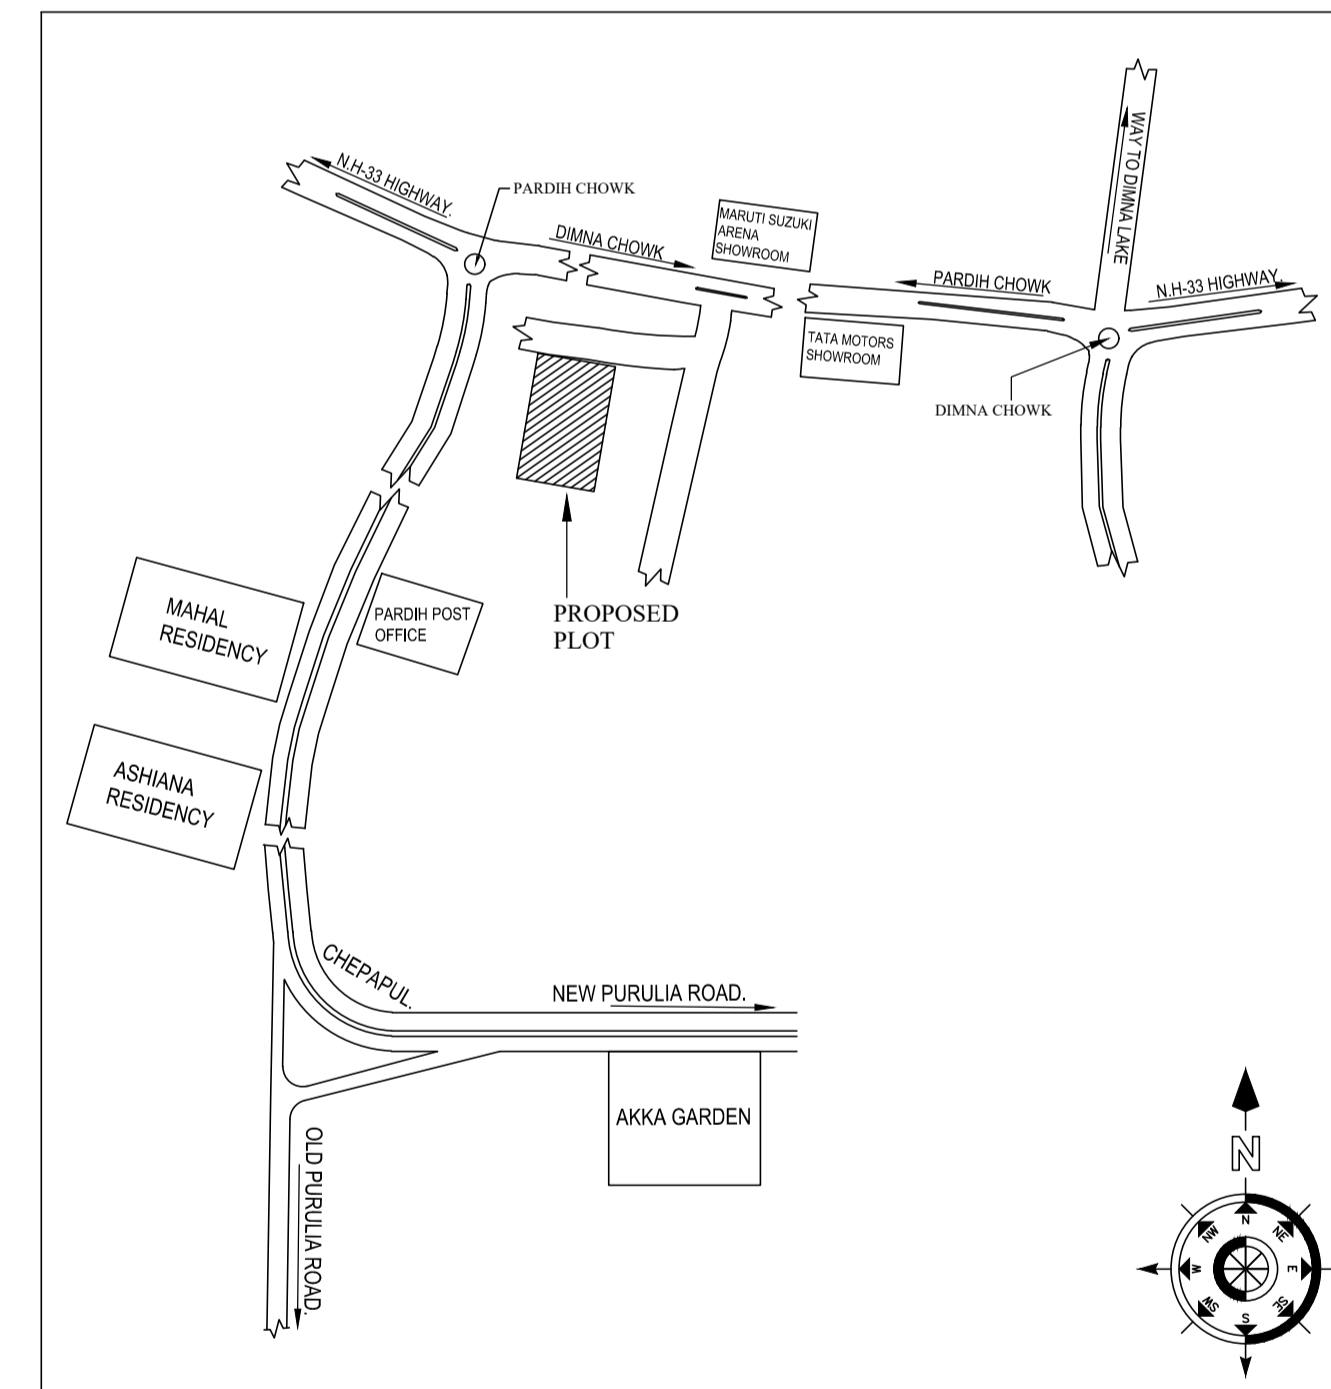 N.H-33 HIGHWAY.
PARDIH CHOWK
DIMNA CHOWK
MARUTI SUZUKI
ARENA
SHOWROOM
WAY TO DIMNA LAKE
PARDIH CHOWK
N.H-33 HIGHWAY.
TATA MOTORS
SHOWROOM
DIMNA CHOWK
MAHAL
RESIDENCY
PARDIH POST
OFFICE
PROPOSED
PLOT
ASHIANA
RESIDENCY
CHEPAPUL.
NEW PURULIA ROAD.
AKKA GARDEN
OLD PURULIA ROAD.
N
N
NW
NE
W
E
SW
SE
S